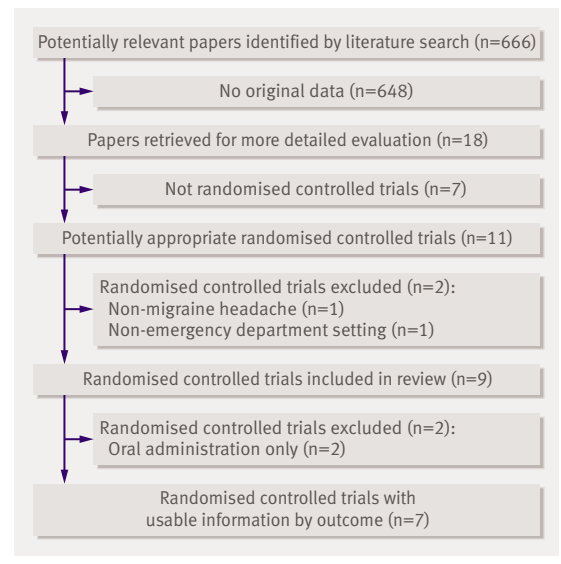 Potentially relevant papers identified by literature search (n=666)
No original data (n=648)
Papers retrieved for more detailed evaluation (n=18)
Not randomised controlled trials (n=7)
Potentially appropriate randomised controlled trials (n=11)
Randomised controlled trials excluded (n=2):
Non-migraine headache (n=1)
Non-emergency department setting (n=1)
Randomised controlled trials included in review (n=9)
Randomised controlled trials excluded (n=2):
Oral administration only (n=2)
Randomised controlled trials with
usable information by outcome (n=7)